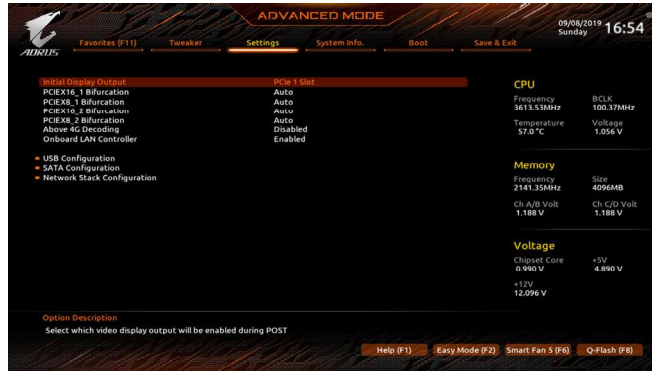 ADVANCED MODE
09/08/2019 Sunday 16:54
AORUS
Favorites (F11) Tweaker Settings System Info. Boot Save & Exit
Initial Display Output PCIe 1 Slot
PCIEX16_1 Bifurcation Auto
PCIEX8_1 Bifurcation Auto
PCIEX16_2 Bifurcation Auto
PCIEX8_2 Bifurcation Auto
Above 4G Decoding Disabled
Onboard LAN Controller Enabled
USB Configuration
SATA Configuration
Network Stack Configuration
CPU
Frequency BCLK
3613.53MHz 100.37MHz
Temperature Voltage
57.0 °C 1.056 V
Memory
Frequency Size
2141.35MHz 4096MB
Ch A/B Volt Ch C/D Volt
1.188 V 1.188 V
Voltage
Chipset Core +5V
0.990 V 4.890 V
+12V
12.096 V
Option Description
Select which video display output will be enabled during POST
Help (F1) Easy Mode (F2) Smart Fan 5 (F6) Q-Flash (F8)